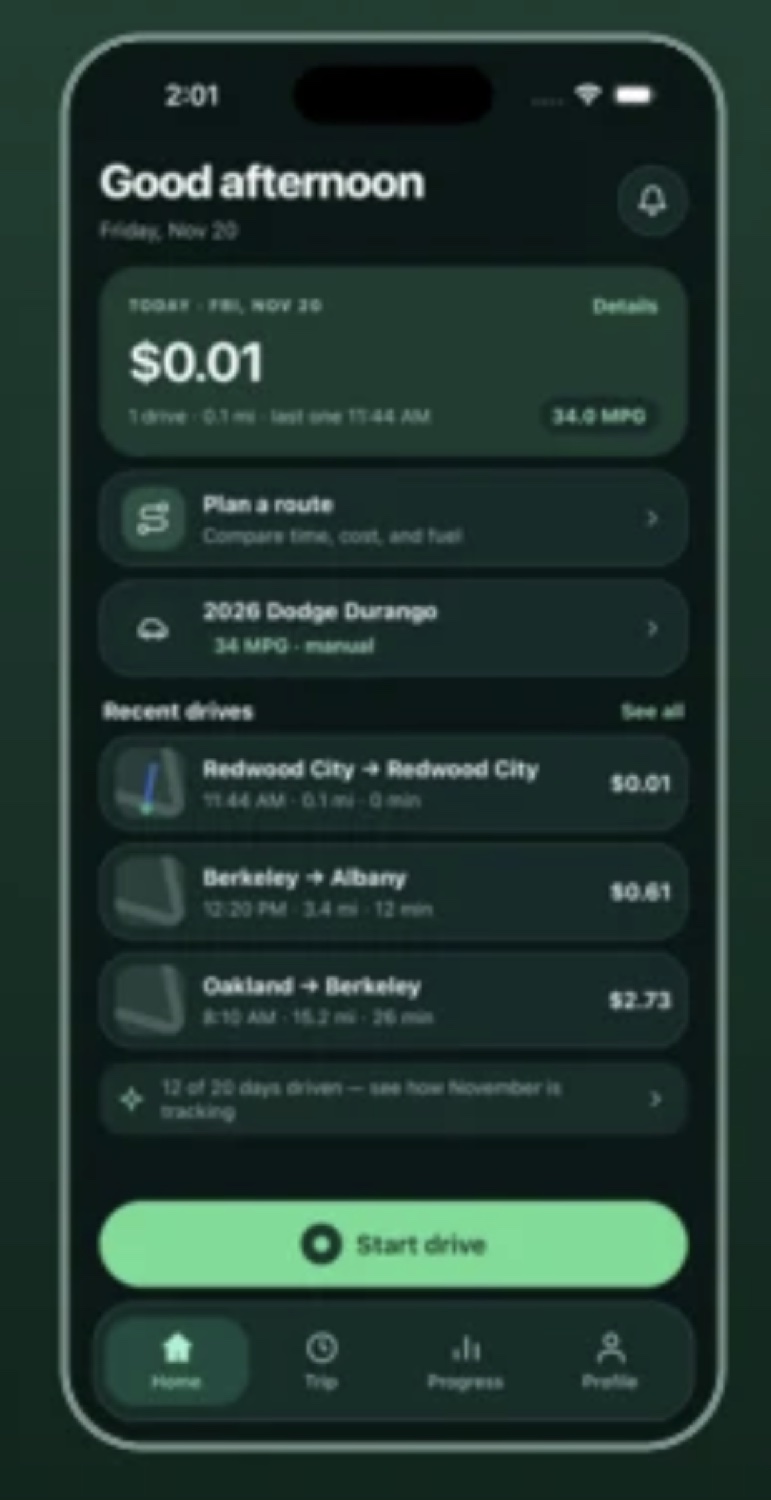 2:01
Good afternoon
Friday, Nov 20
TODAY · FRI, NOV 20
Details
$0.01
1 drive · 0.1 mi · last one 11:44 AM
34.0 MPG
Plan a route
Compare time, cost, and fuel
2026 Dodge Durango
34 MPG · manual
Recent drives
See all
Redwood City → Redwood City
$0.01
11:44 AM · 0.1 mi · 0 min
Berkeley → Albany
$0.61
12:20 PM · 3.4 mi · 12 min
Oakland → Berkeley
$2.73
8:10 AM · 15.2 mi · 26 min
12 of 20 days driven — see how November is
tracking
Start drive
Home
Trip
Progress
Profile